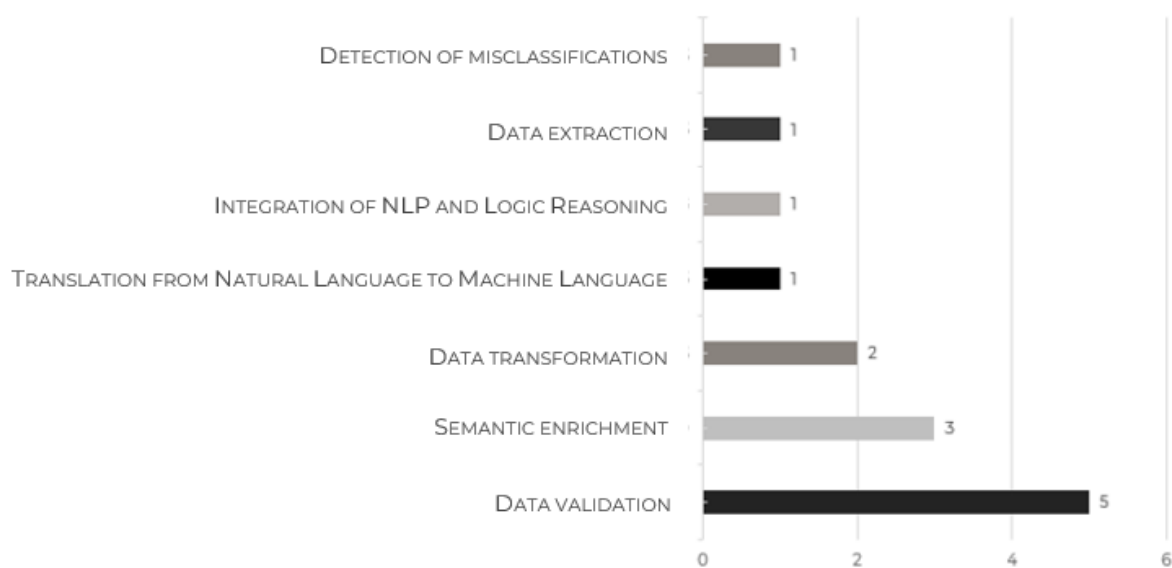 DETECTION OF MISCLASSIFICATIONS 1
DATA EXTRACTION 1
INTEGRATION OF NLP AND LOGIC REASONING 1
TRANSLATION FROM NATURAL LANGUAGE TO MACHINE LANGUAGE 1
DATA TRANSFORMATION 2
SEMANTIC ENRICHMENT 3
DATA VALIDATION 5
0 2 4 6